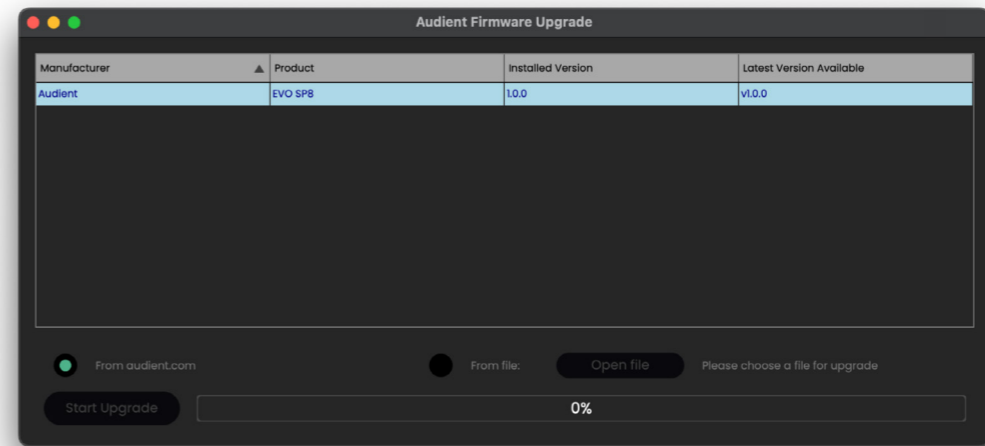 Audient Firmware Upgrade
Manufacturer Product Installed Version Latest Version Available
Audient EVO SP8 1.0.0 v1.0.0
From audient.com From file: Open file Please choose a file for upgrade
Start Upgrade 0%